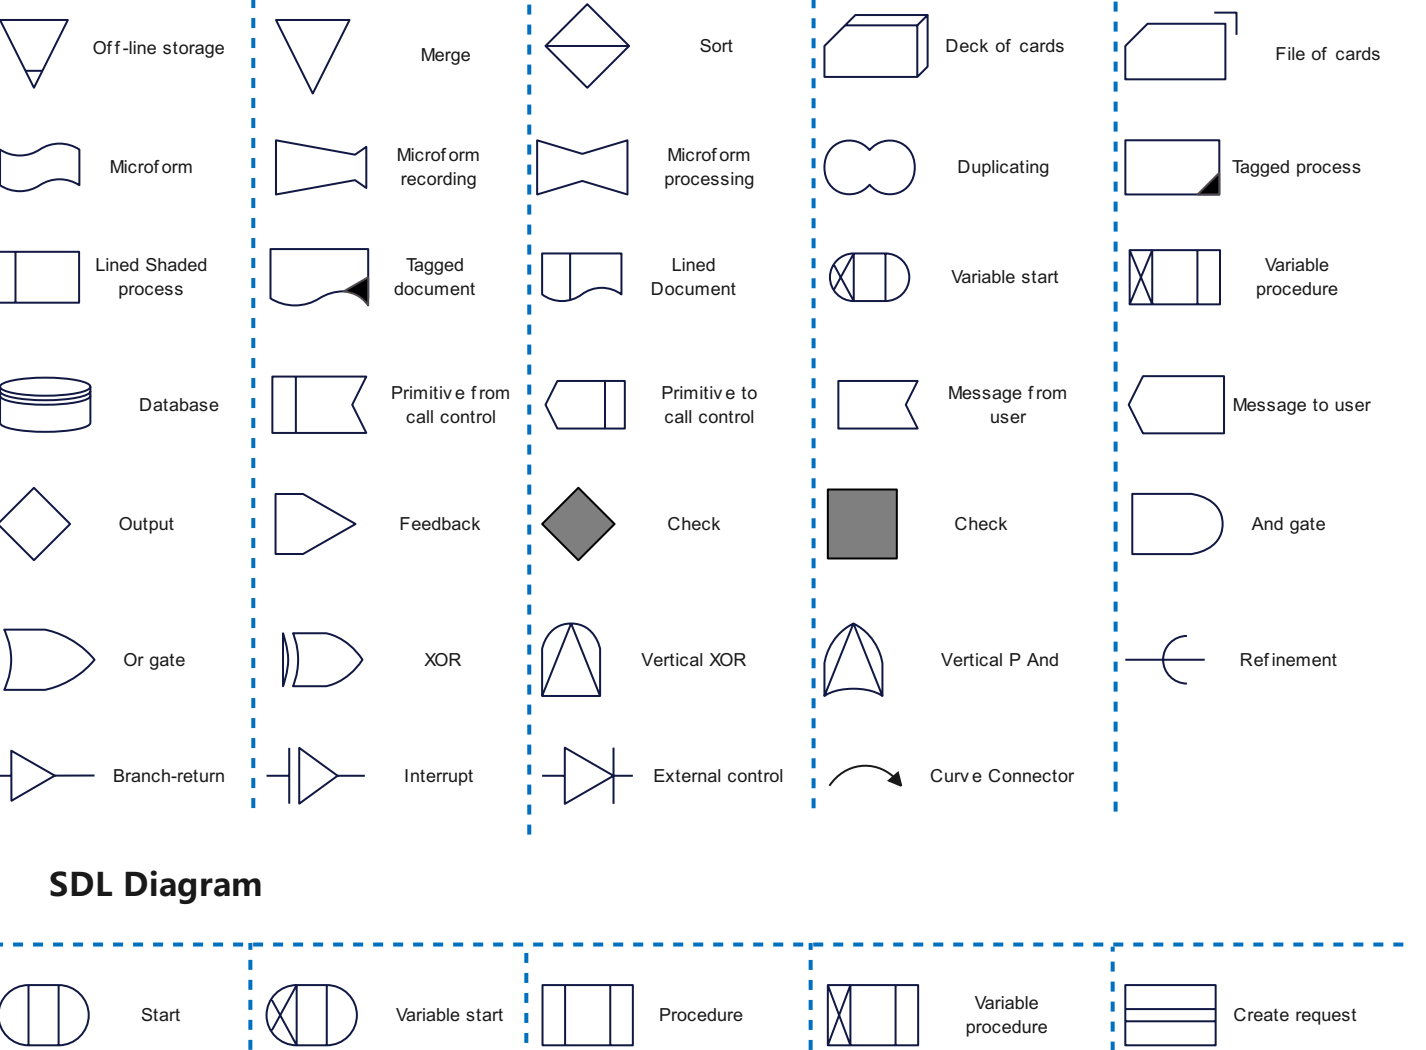 Off-line storage
Merge
Sort
Deck of cards
File of cards
Microform
Microform
recording
Microform
processing
Duplicating
Tagged process
Lined Shaded
process
Tagged
document
Lined
Document
Variable start
Variable
procedure
Database
Primitive from
call control
Primitive to
call control
Message from
user
Message to user
Output
Feedback
Check
Check
And gate
Or gate
XOR
Vertical XOR
Vertical P And
Refinement
Branch-return
Interrupt
External control
Curve Connector
SDL Diagram
Start
Variable start
Procedure
Variable
procedure
Create request